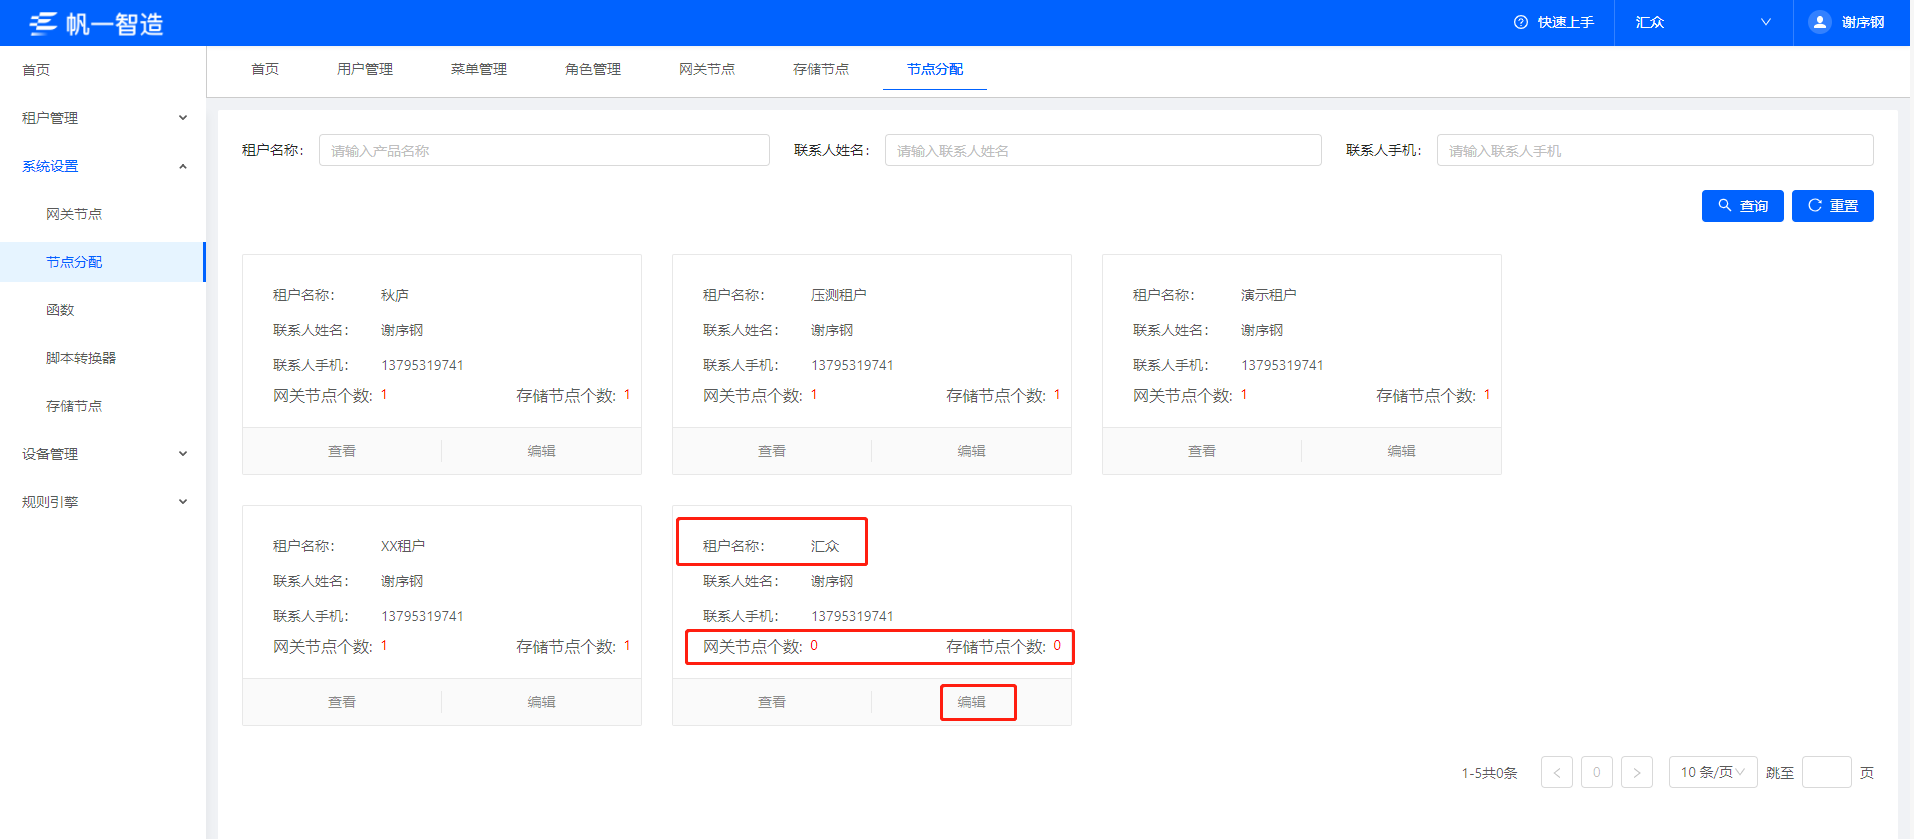 帆一智造
快速上手
汇众
谢序钢
首页
租户管理
系统设置
网关节点
节点分配
函数
脚本转换器
存储节点
设备管理
规则引擎
首页 用户管理 菜单管理 角色管理 网关节点 存储节点 节点分配
租户名称: 请输入产品名称 联系人姓名: 请输入联系人姓名 联系人手机: 请输入联系人手机
查询 重置
租户名称: 秋庐
联系人姓名: 谢序钢
联系人手机: 13795319741
网关节点个数: 1 存储节点个数: 1
查看 编辑
租户名称: 压测租户
联系人姓名: 谢序钢
联系人手机: 13795319741
网关节点个数: 1 存储节点个数: 1
查看 编辑
租户名称: 演示租户
联系人姓名: 谢序钢
联系人手机: 13795319741
网关节点个数: 1 存储节点个数: 1
查看 编辑
租户名称: XX租户
联系人姓名: 谢序钢
联系人手机: 13795319741
网关节点个数: 1 存储节点个数: 1
查看 编辑
租户名称: 汇众
联系人姓名: 谢序钢
联系人手机: 13795319741
网关节点个数: 0 存储节点个数: 0
查看 编辑
1-5共0条 < 0 > 10 条/页 跳至 页